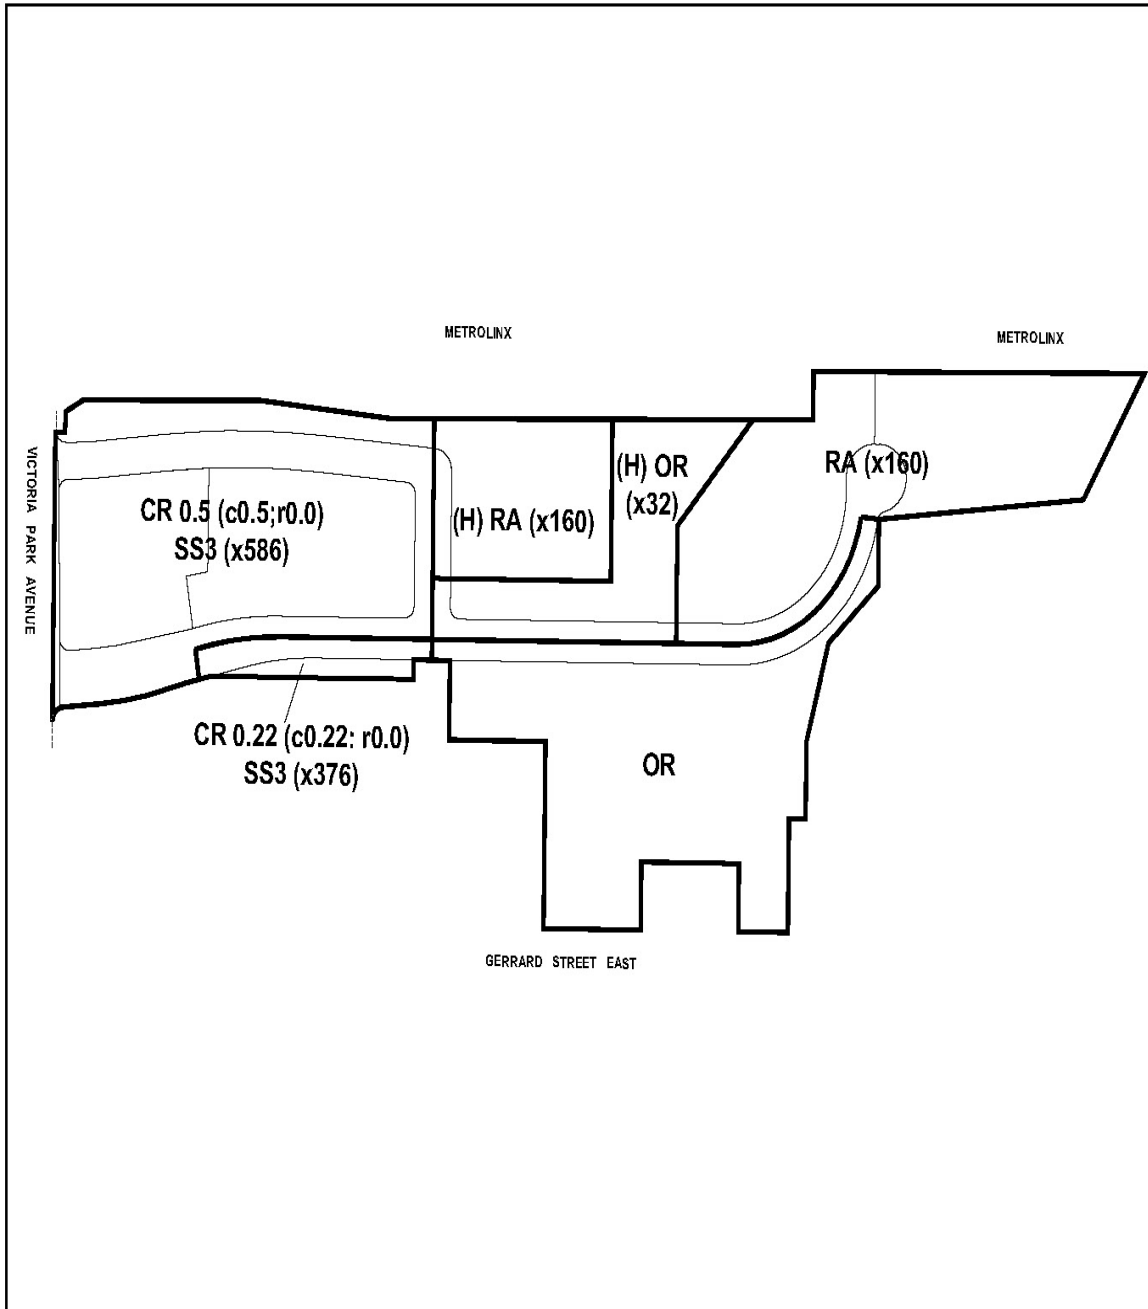 METROLINX
METROLINX
VICTORIA PARK AVENUE
CR 0.5 (c0.5;r0.0)
SS3 (x586)
(H) RA (x160)
(H) OR
(x32)
RA (x160)
CR 0.22 (c0.22: r0.0)
SS3 (x376)
OR
GERRARD STREET EAST